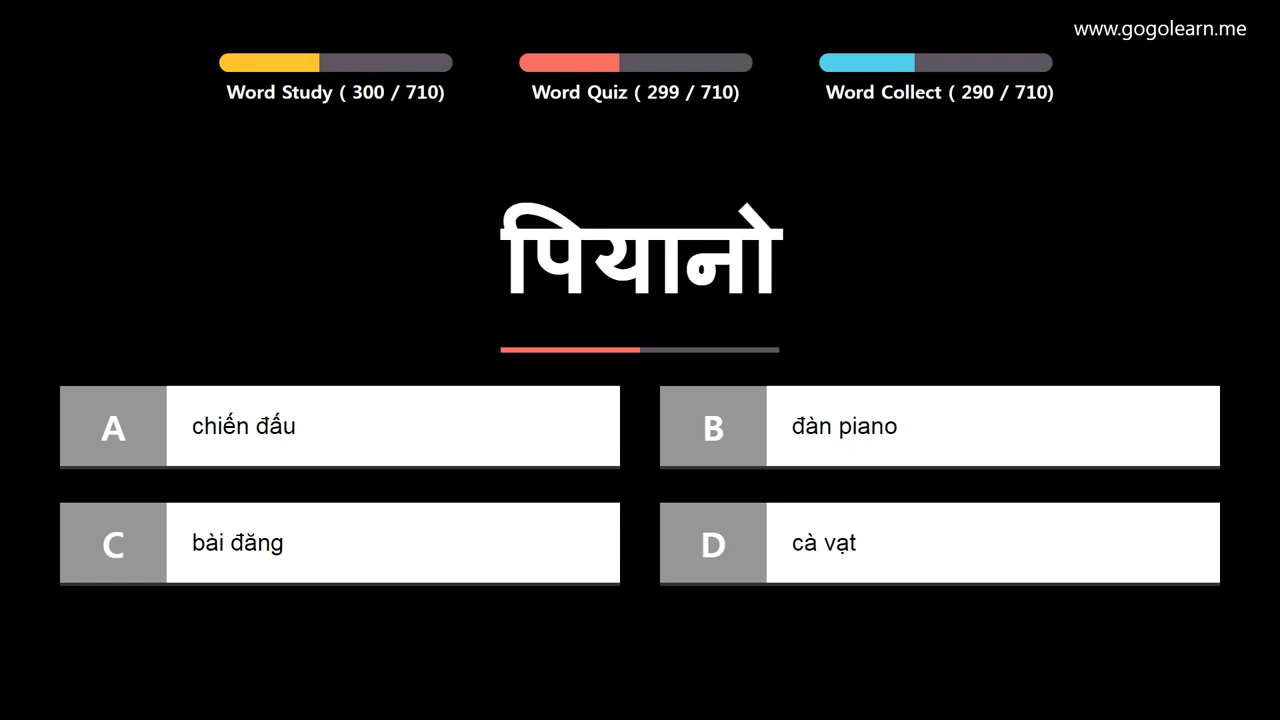 www.gogolearn.me
Word Study ( 300 / 710)
Word Quiz ( 299 / 710)
Word Collect ( 290 / 710)
पियानो
A chiến đấu
B đàn piano
C bài đăng
D cà vạt